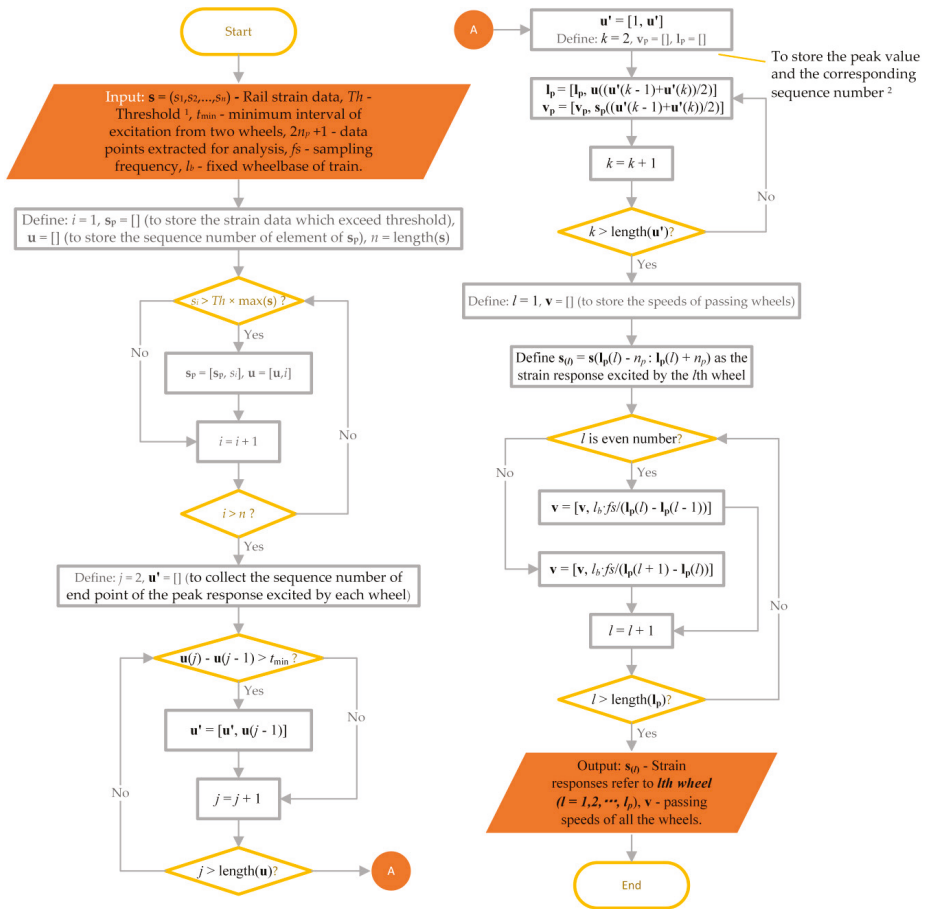 Start
Input: s = (s1,s2,...,sn) - Rail strain data, Th -
Threshold 1, tmin - minimum interval of
excitation from two wheels, 2np +1 - data
points extracted for analysis, fs - sampling
frequency, lb - fixed wheelbase of train.
Define: i = 1, sp = [] (to store the strain data which exceed threshold),
u = [] (to store the sequence number of element of sp), n = length(s)
si > Th × max(s) ?
Yes
No
sp = [sp, si], u = [u,i]
i = i + 1
No
i > n ?
Yes
Define: j = 2, u' = [] (to collect the sequence number of
end point of the peak response excited by each wheel)
u(j) - u(j - 1) > tmin ?
Yes
No
u' = [u', u(j - 1)]
j = j + 1
No
j > length(u)?
A
A
u' = [1, u']
Define: k = 2, vp = [], lp = []
To store the peak value
and the corresponding
sequence number 2
lp = [lp, u((u'(k - 1)+u'(k))/2)]
vp = [vp, sp((u'(k - 1)+u'(k))/2)]
k = k + 1
No
k > length(u')?
Yes
Define: l = 1, v = [] (to store the speeds of passing wheels)
Define s(l) = s(lp(l) - np : lp(l) + np) as the
strain response excited by the lth wheel
l is even number?
No
Yes
v = [v, lb·fs/(lp(l) - lp(l - 1))]
v = [v, lb·fs/(lp(l + 1) - lp(l))]
No
l = l + 1
l > length(lp)?
Yes
Output: s(l) - Strain
responses refer to lth wheel
(l = 1,2, ···, lp), v - passing
speeds of all the wheels.
End